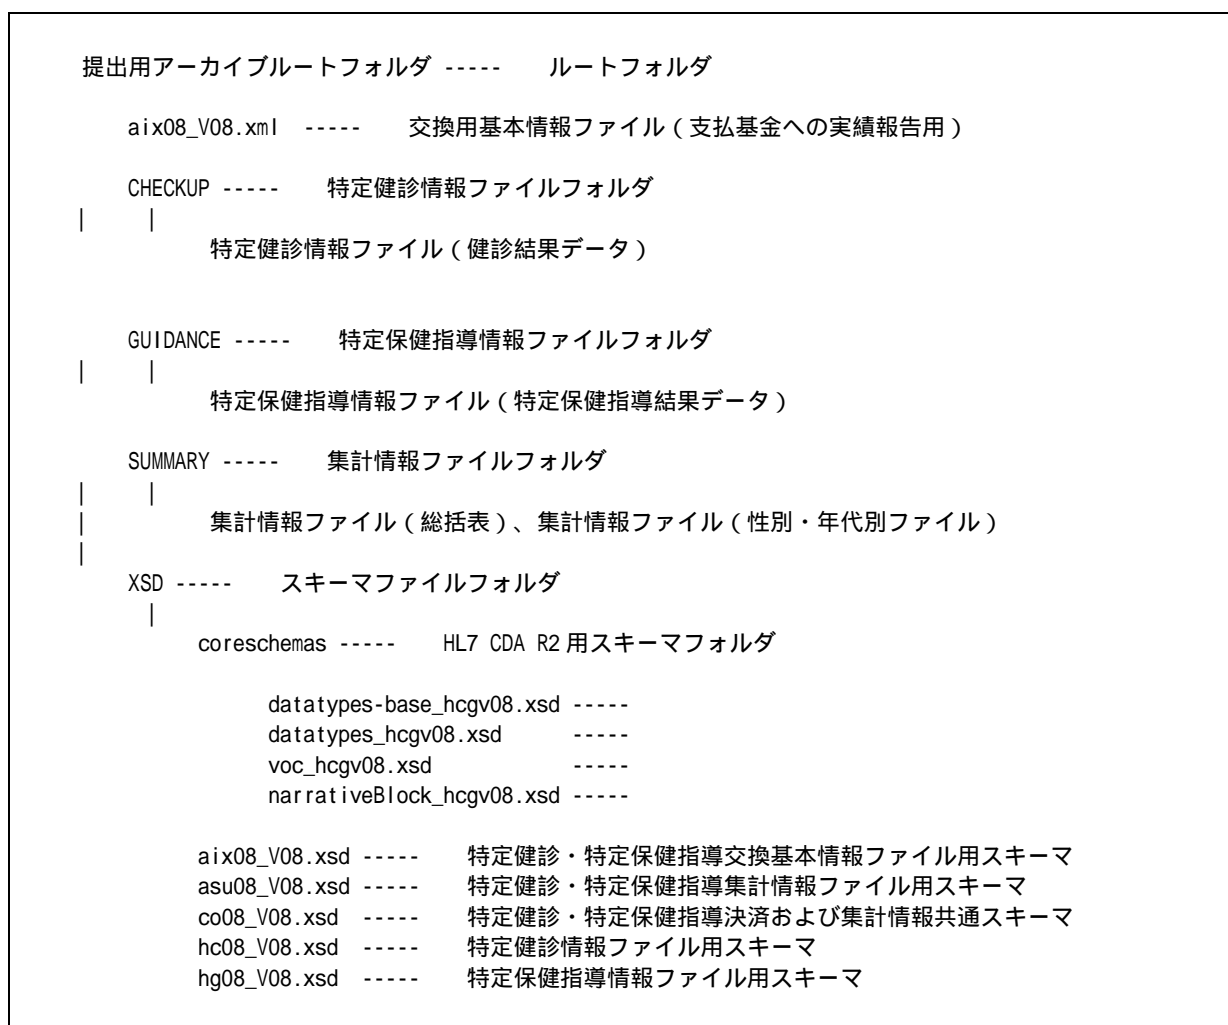 提出用アーカイブルートフォルダ ----- ルートフォルダ
aix08_V08.xml ----- 交換用基本情報ファイル(支払基金への実績報告用)
CHECKUP ----- 特定健診情報ファイルフォルダ
| |
特定健診情報ファイル(健診結果データ)
GUIDANCE ----- 特定保健指導情報ファイルフォルダ
| |
特定保健指導情報ファイル(特定保健指導結果データ)
SUMMARY ----- 集計情報ファイルフォルダ
| |
| 集計情報ファイル(総括表)、集計情報ファイル(性別・年代別ファイル)
|
XSD ----- スキーマファイルフォルダ
|
coreschemas ----- HL7 CDA R2 用スキーマフォルダ
datatypes-base_hcgv08.xsd -----
datatypes_hcgv08.xsd -----
voc_hcgv08.xsd -----
narrativeBlock_hcgv08.xsd -----
aix08_V08.xsd ----- 特定健診・特定保健指導交換基本情報ファイル用スキーマ
asu08_V08.xsd ----- 特定健診・特定保健指導集計情報ファイル用スキーマ
co08_V08.xsd ----- 特定健診・特定保健指導決済および集計情報共通スキーマ
hc08_V08.xsd ----- 特定健診情報ファイル用スキーマ
hg08_V08.xsd ----- 特定保健指導情報ファイル用スキーマ